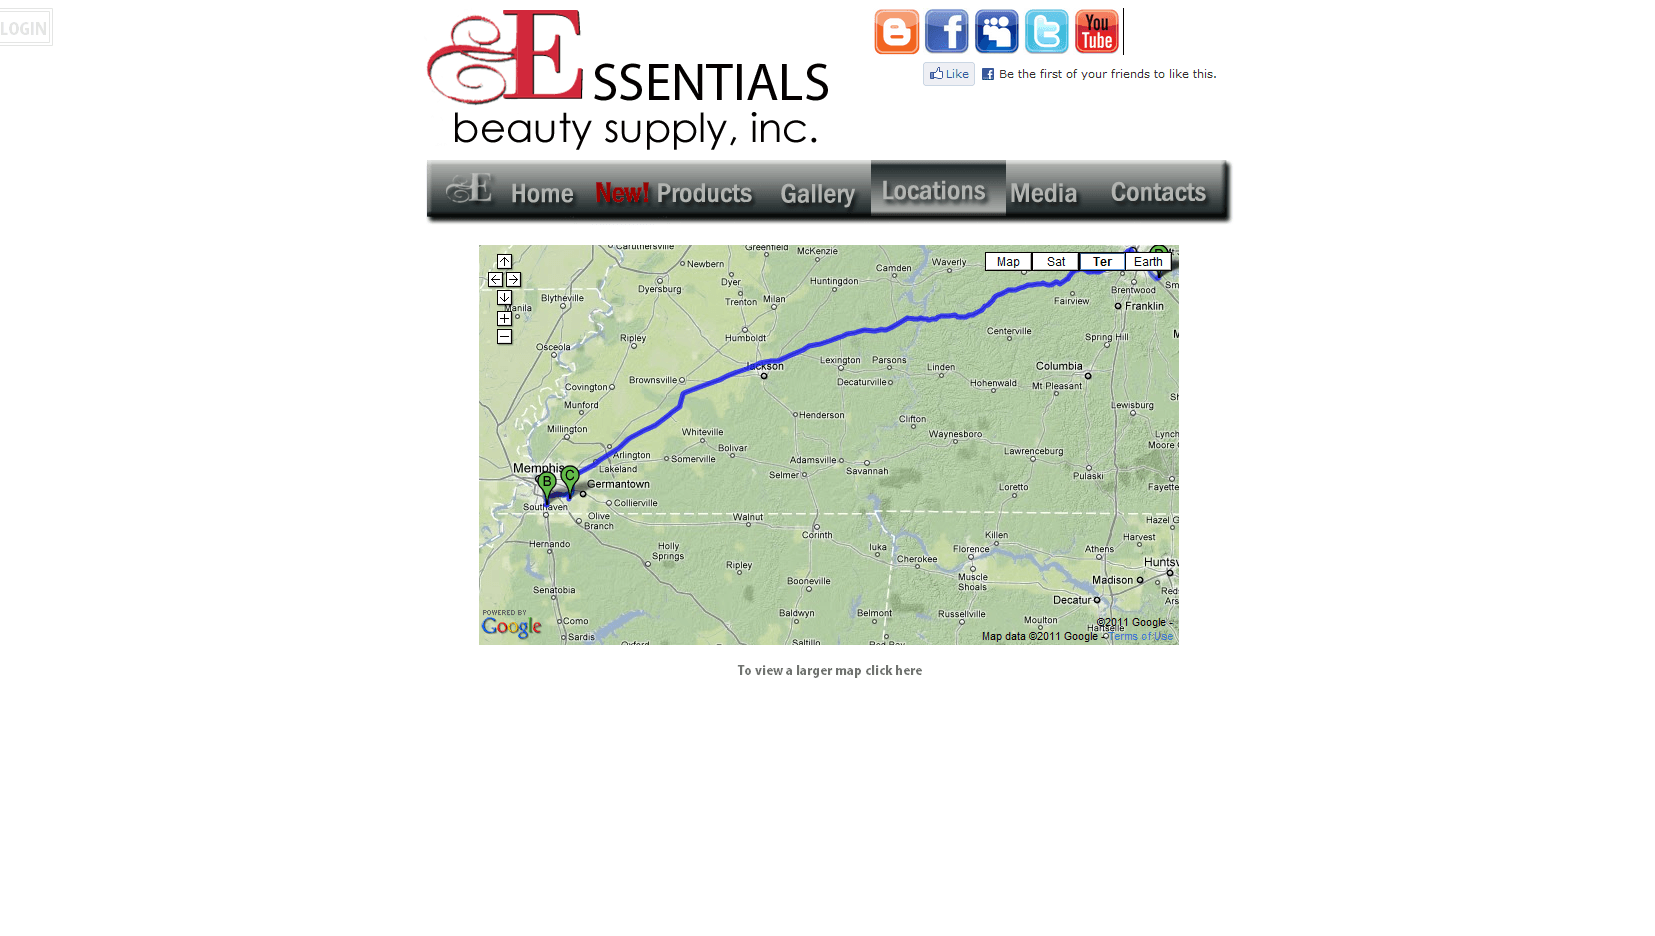 LOGIN
ESSENTIALS
beauty supply, inc.
You
Tube
Like
Be the first of your friends to like this.
E Home New! Products Gallery Locations Media Contacts
Caruthersville
Greenfield
McKenzie
Map Sat Ter Earth
Newbern
Camden
Waverly
Dyersburg
Dyer
Huntingdon
Brentwood
Blytheville
Trenton
Milan
Fairview
Franklin
Manila
Ripley
Humboldt
Centerville
Spring Hill
Osceola
Jackson
Lexington
Parsons
Linden
Columbia
Covington
Brownsville
Decaturville
Hohenwald
Mt Pleasant
Munford
Henderson
Clifton
Lewisburg
Millington
Whiteville
Waynesboro
Arlington
Bolivar
Lawrenceburg
Memphis
Lakeland
Somerville
Adamsville
Savannah
Selmer
Pulaski
B
C
Germantown
Collierville
Loretto
Southaven
Olive
Branch
Walnut
Corinth
Hernando
Holly
Springs
Iuka
Cherokee
Florence
Killen
Athens
Harvest
Ripley
Booneville
Muscle
Shoals
Madison
Senatobia
Decatur
Baldwyn
Belmont
Russellville
Moulton
Hartselle
POWERED BY
Google
Como
Sardis
Oxford
Saltillo
Red Bay
©2011 Google -
Map data ©2011 Google - Terms of Use
To view a larger map click here